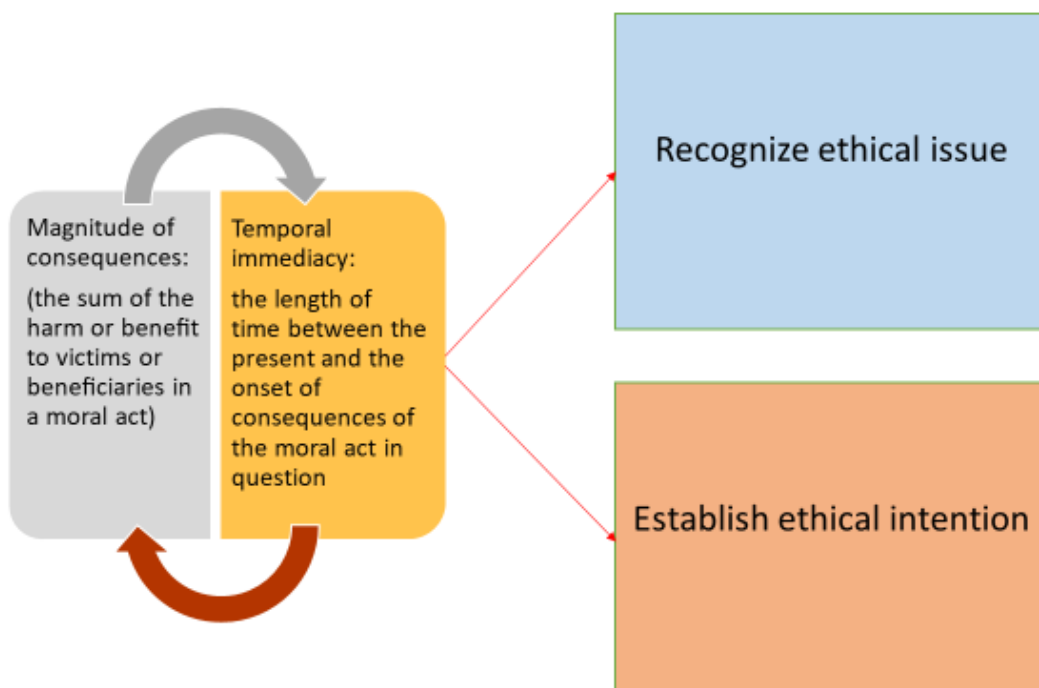 Magnitude of
consequences:
(the sum of the
harm or benefit
to victims or
beneficiaries in
a moral act)
Temporal
immediacy:
the length of
time between the
present and the
onset of
consequences of
the moral act in
question
Recognize ethical issue
Establish ethical intention